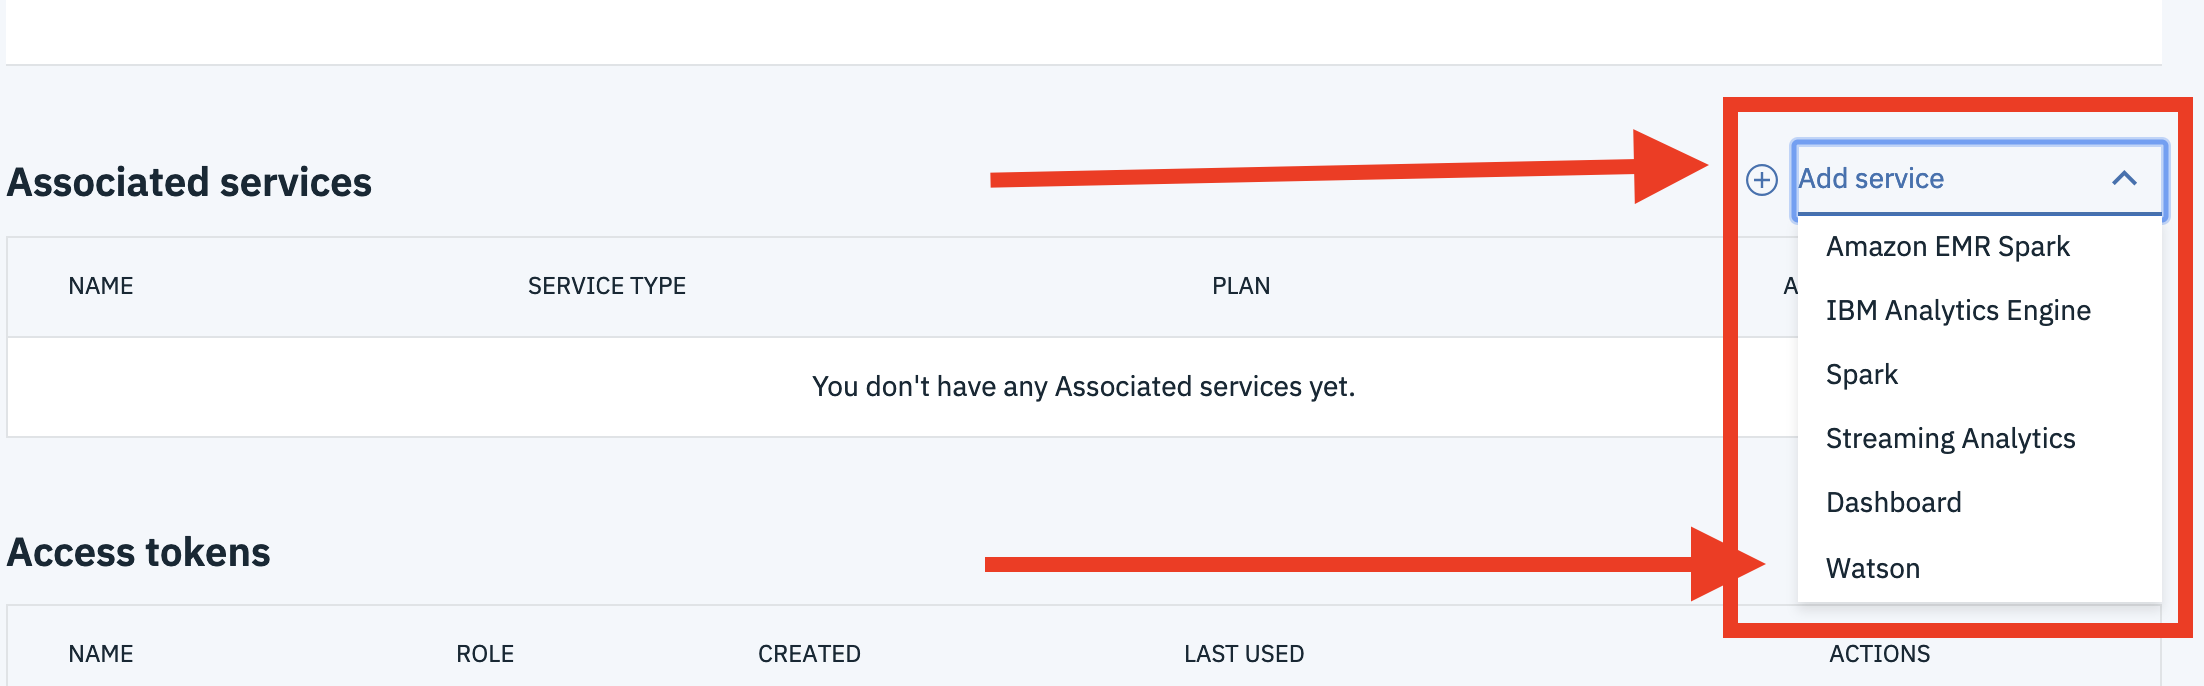 Associated services
Add service
NAME SERVICE TYPE PLAN A
Amazon EMR Spark
IBM Analytics Engine
Spark
Streaming Analytics
Dashboard
Watson
You don't have any Associated services yet.
Access tokens
NAME ROLE CREATED LAST USED ACTIONS